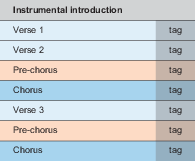 Instrumental introduction
Verse 1 tag
Verse 2 tag
Pre-chorus tag
Chorus tag
Verse 3 tag
Pre-chorus tag
Chorus tag